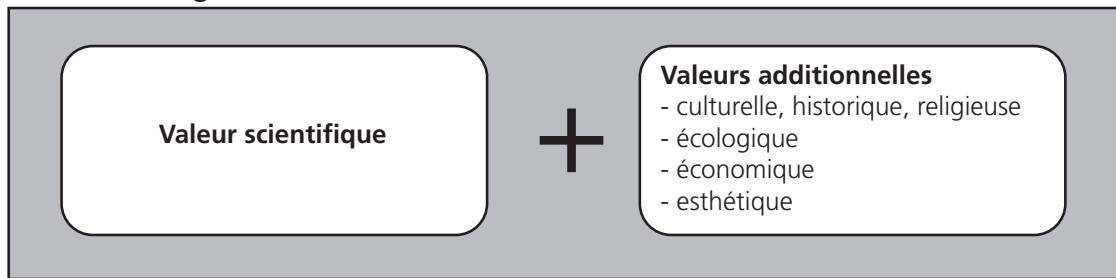 Valeur scientifique
+
Valeurs additionnelles
- culturelle, historique, religieuse
- écologique
- économique
- esthétique